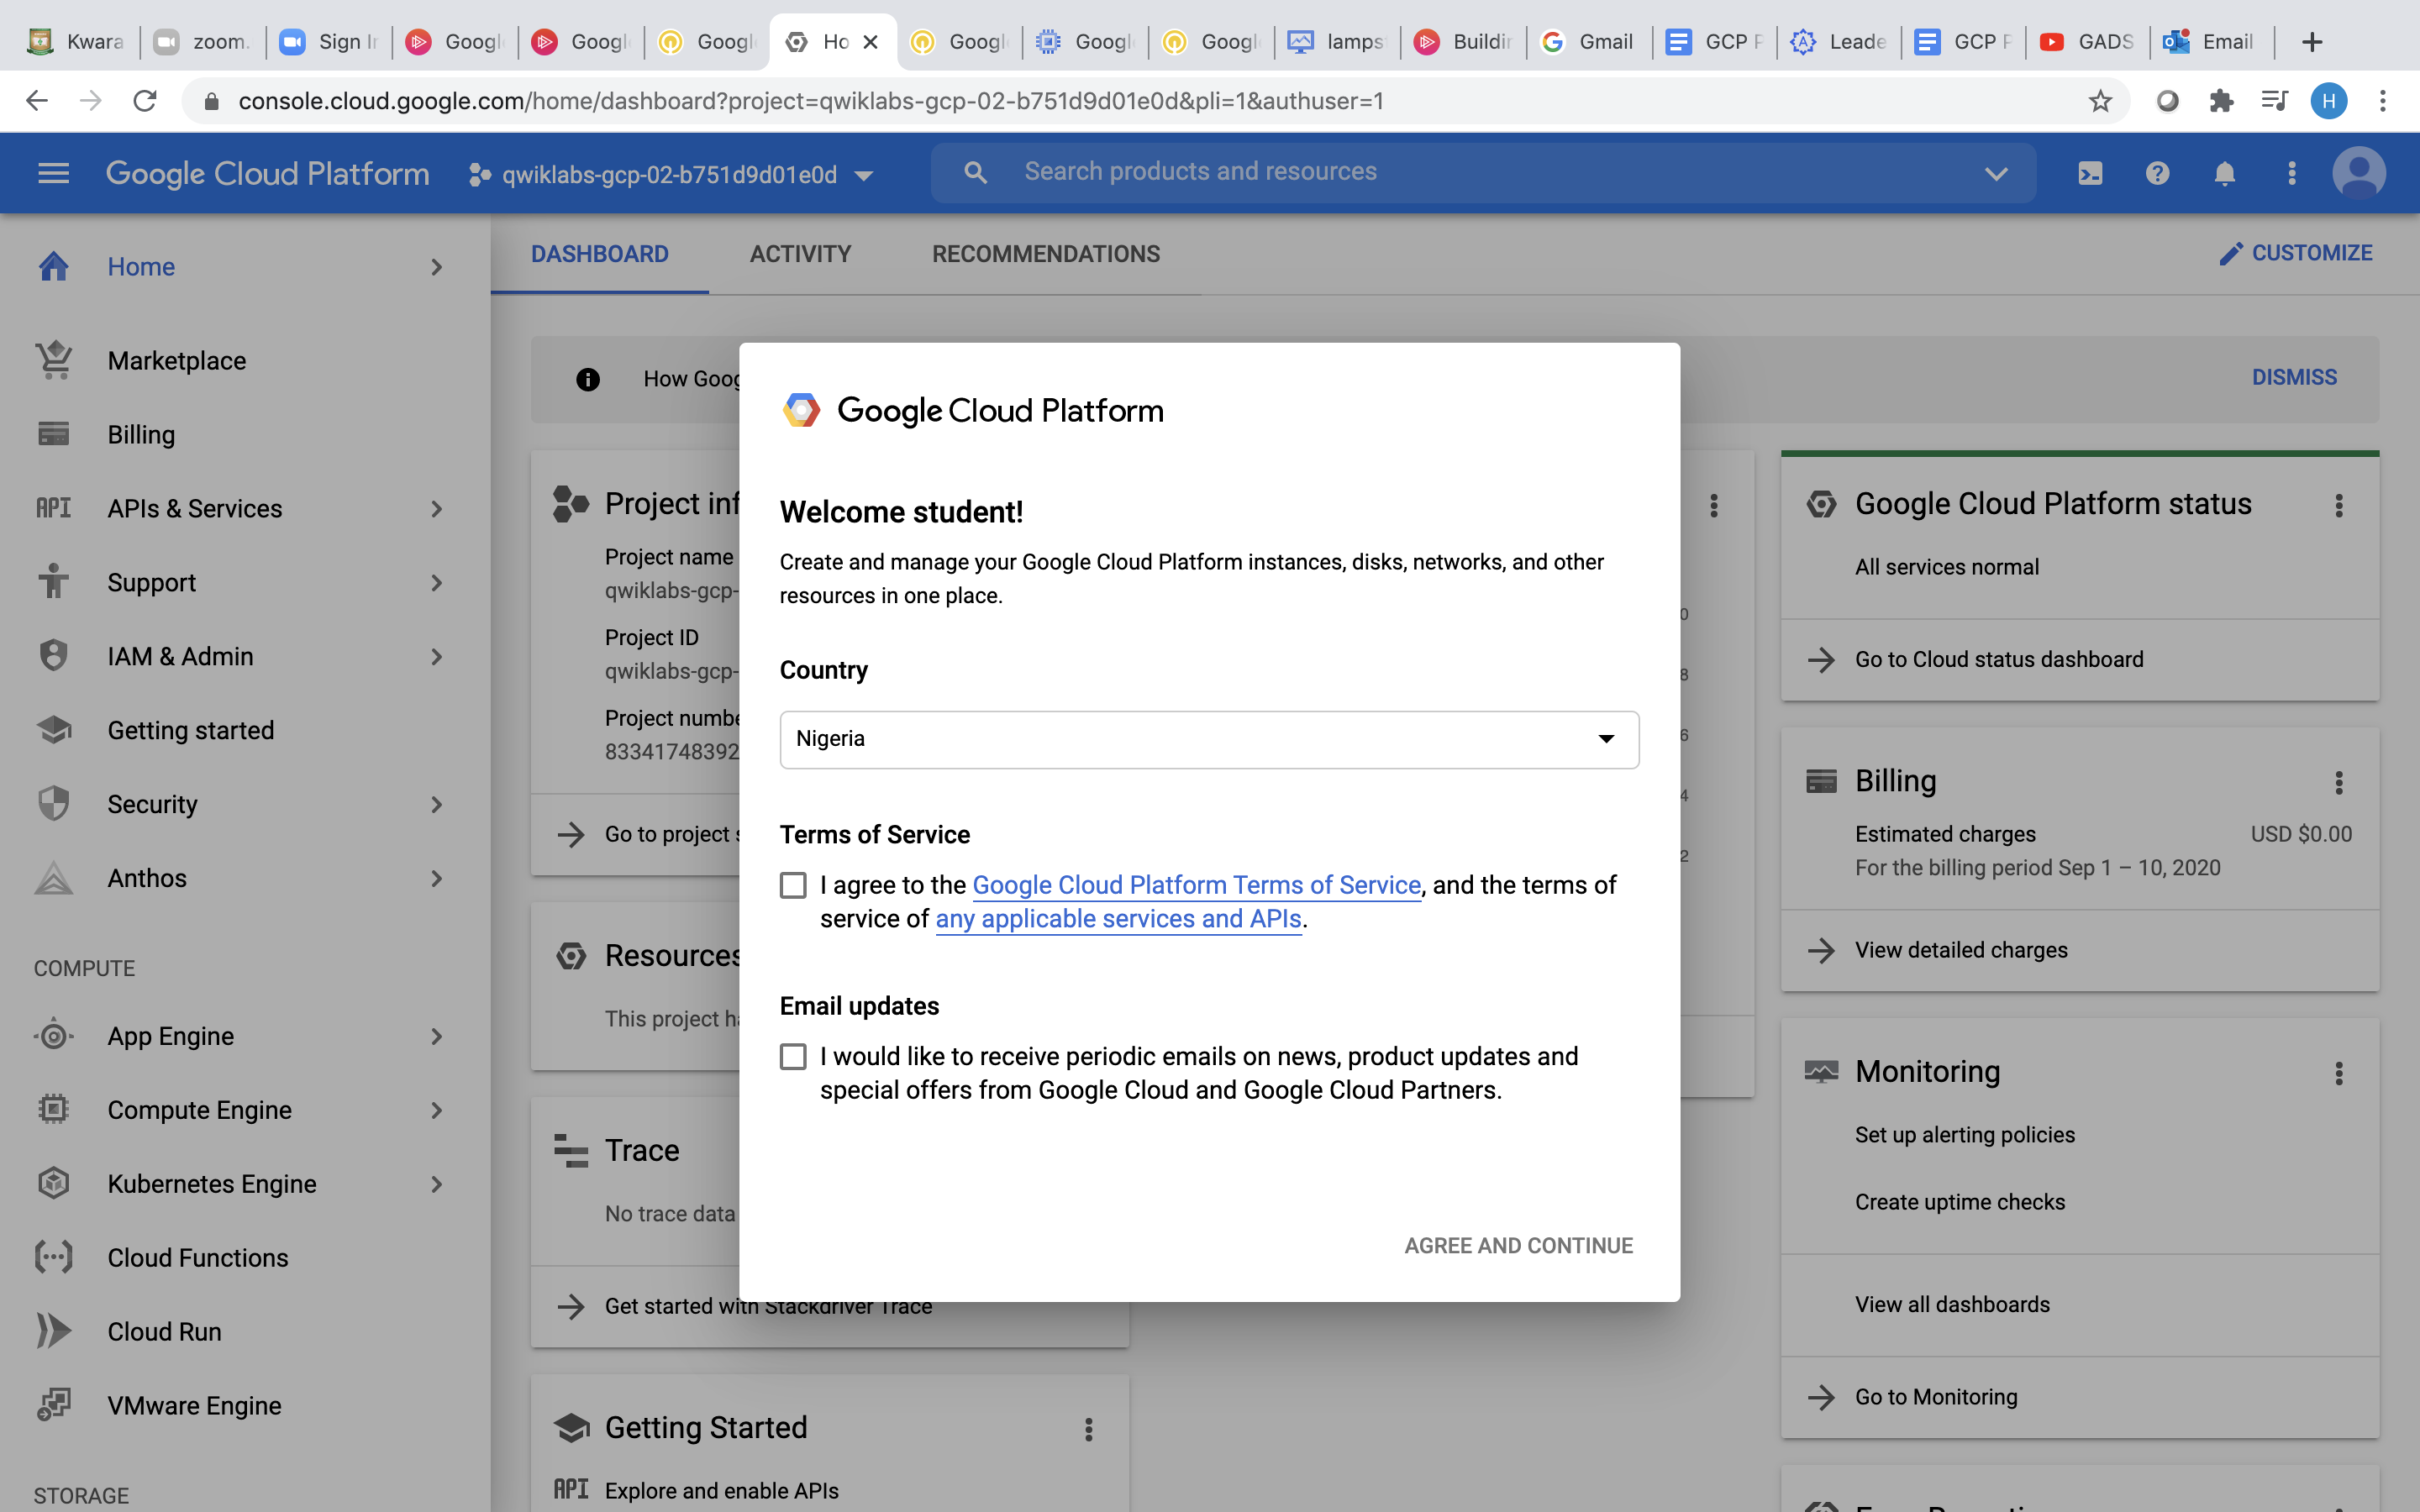 Kwara
zoom.
Sign In
Googl
Googl
Googl
Ho
Googl
Googl
Googl
lamps
Buildin
Gmail
GCP P
Leade
GCP P
GADS
Email
console.cloud.google.com/home/dashboard?project=qwiklabs-gcp-02-b751d9d01e0d&pli=1&authuser=1
H
Google Cloud Platform
qwiklabs-gcp-02-b751d9d01e0d
Search products and resources
Home
Marketplace
Billing
API APIs & Services
Support
IAM & Admin
Getting started
Security
Anthos
COMPUTE
App Engine
Compute Engine
Kubernetes Engine
Cloud Functions
Cloud Run
VMware Engine
STORAGE
DASHBOARD
ACTIVITY
RECOMMENDATIONS
CUSTOMIZE
How Goog
DISMISS
Project inf
Project name
qwiklabs-gcp-
Project ID
qwiklabs-gcp-
Project numbe
83341748392
Go to project s
Resources
This project ha
Trace
No trace data
Get started with Stackdriver Trace
Getting Started
API Explore and enable APIs
Google Cloud Platform
Welcome student!
Create and manage your Google Cloud Platform instances, disks, networks, and other
resources in one place.
Country
Nigeria
Terms of Service
I agree to the Google Cloud Platform Terms of Service, and the terms of
service of any applicable services and APIs.
Email updates
I would like to receive periodic emails on news, product updates and
special offers from Google Cloud and Google Cloud Partners.
AGREE AND CONTINUE
0
8
6
4
2
Google Cloud Platform status
All services normal
Go to Cloud status dashboard
Billing
Estimated charges
USD $0.00
For the billing period Sep 1 – 10, 2020
View detailed charges
Monitoring
Set up alerting policies
Create uptime checks
View all dashboards
Go to Monitoring